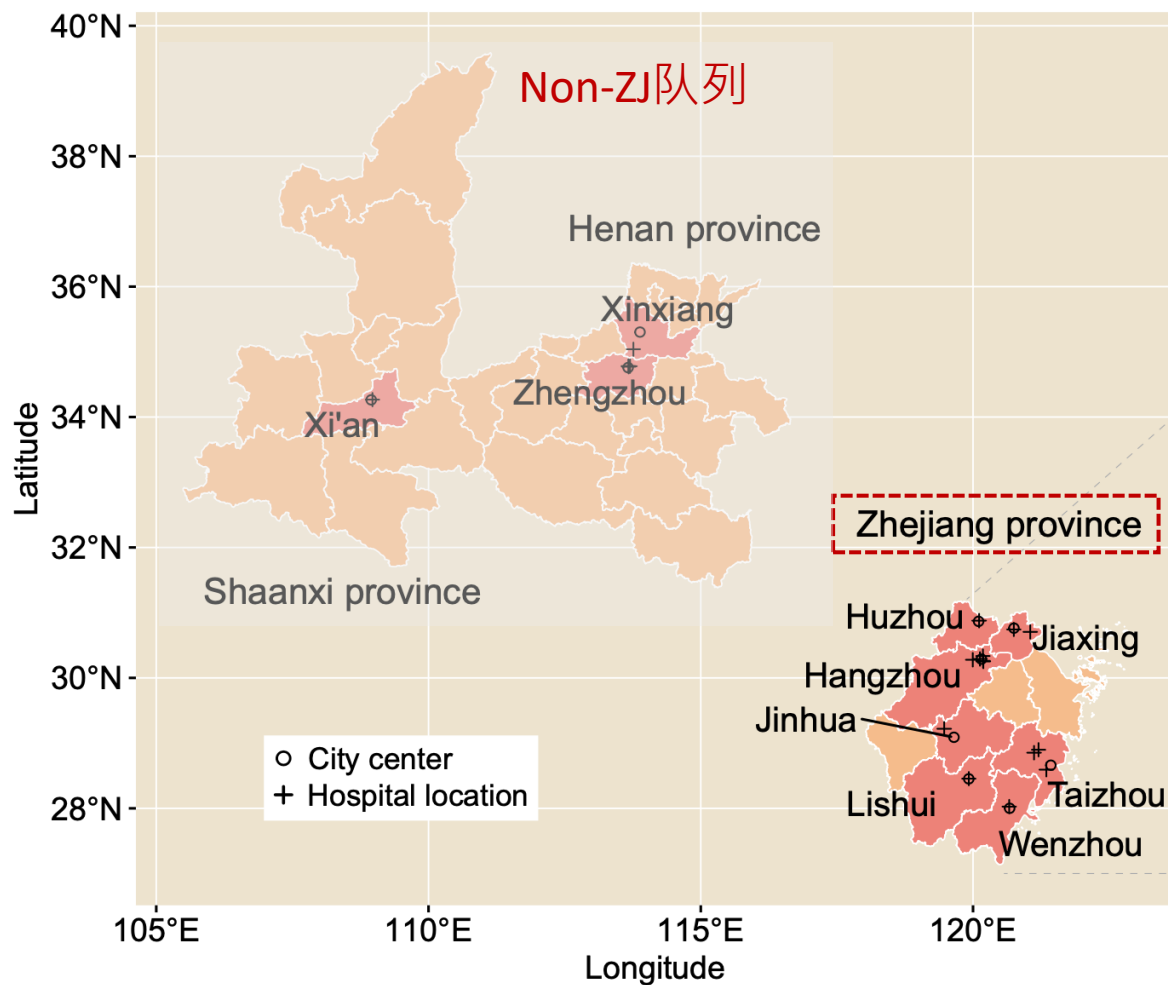 40°N
Non-ZJ队列
38°N
Henan province
36°N
Xinxiang
Zhengzhou
34°N
Xi'an
Latitude
Zhejiang province
32°N
Shaanxi province
Huzhou
Jiaxing
30°N
Hangzhou
Jinhua
City center
Hospital location
28°N
Lishui
Taizhou
Wenzhou
105°E
110°E
115°E
120°E
Longitude